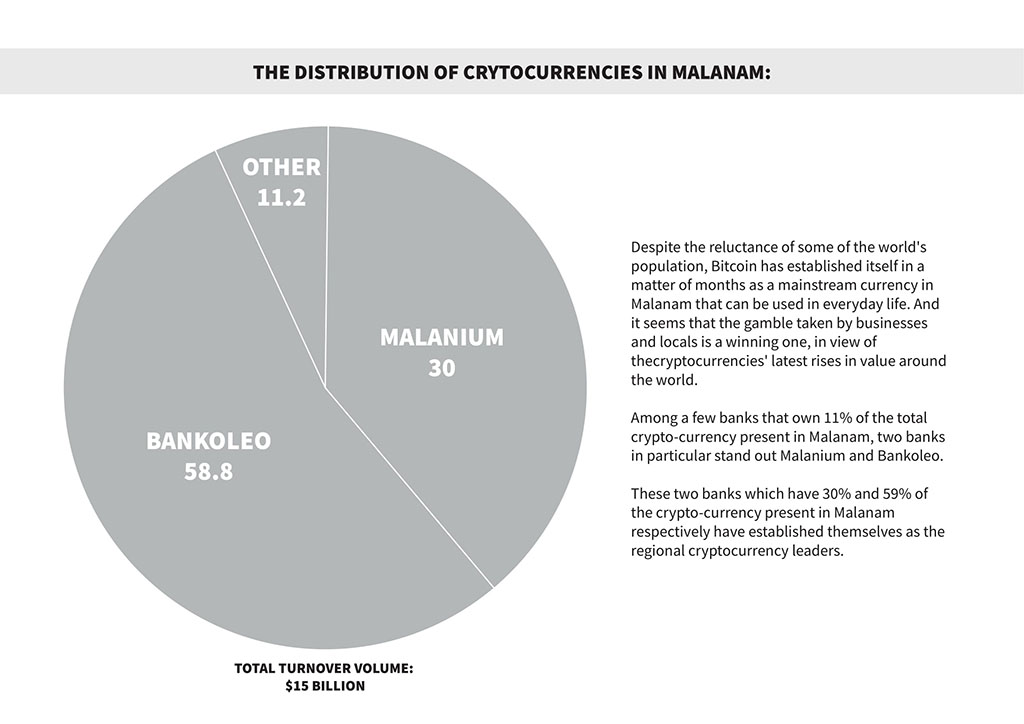 THE DISTRIBUTION OF CRYTOCURRENCIES IN MALANAM:
OTHER
11.2
MALANIUM
30
BANKOLEO
58.8
TOTAL TURNOVER VOLUME:
$15 BILLION
Despite the reluctance of some of the world's
population, Bitcoin has established itself in a
matter of months as a mainstream currency in
Malanam that can be used in everyday life. And
it seems that the gamble taken by businesses
and locals is a winning one, in view of
thecryptocurrencies' latest rises in value around
the world.
Among a few banks that own 11% of the total
crypto-currency present in Malanam, two banks
in particular stand out Malanium and Bankoleo.
These two banks which have 30% and 59% of
the crypto-currency present in Malanam
respectively have established themselves as the
regional cryptocurrency leaders.